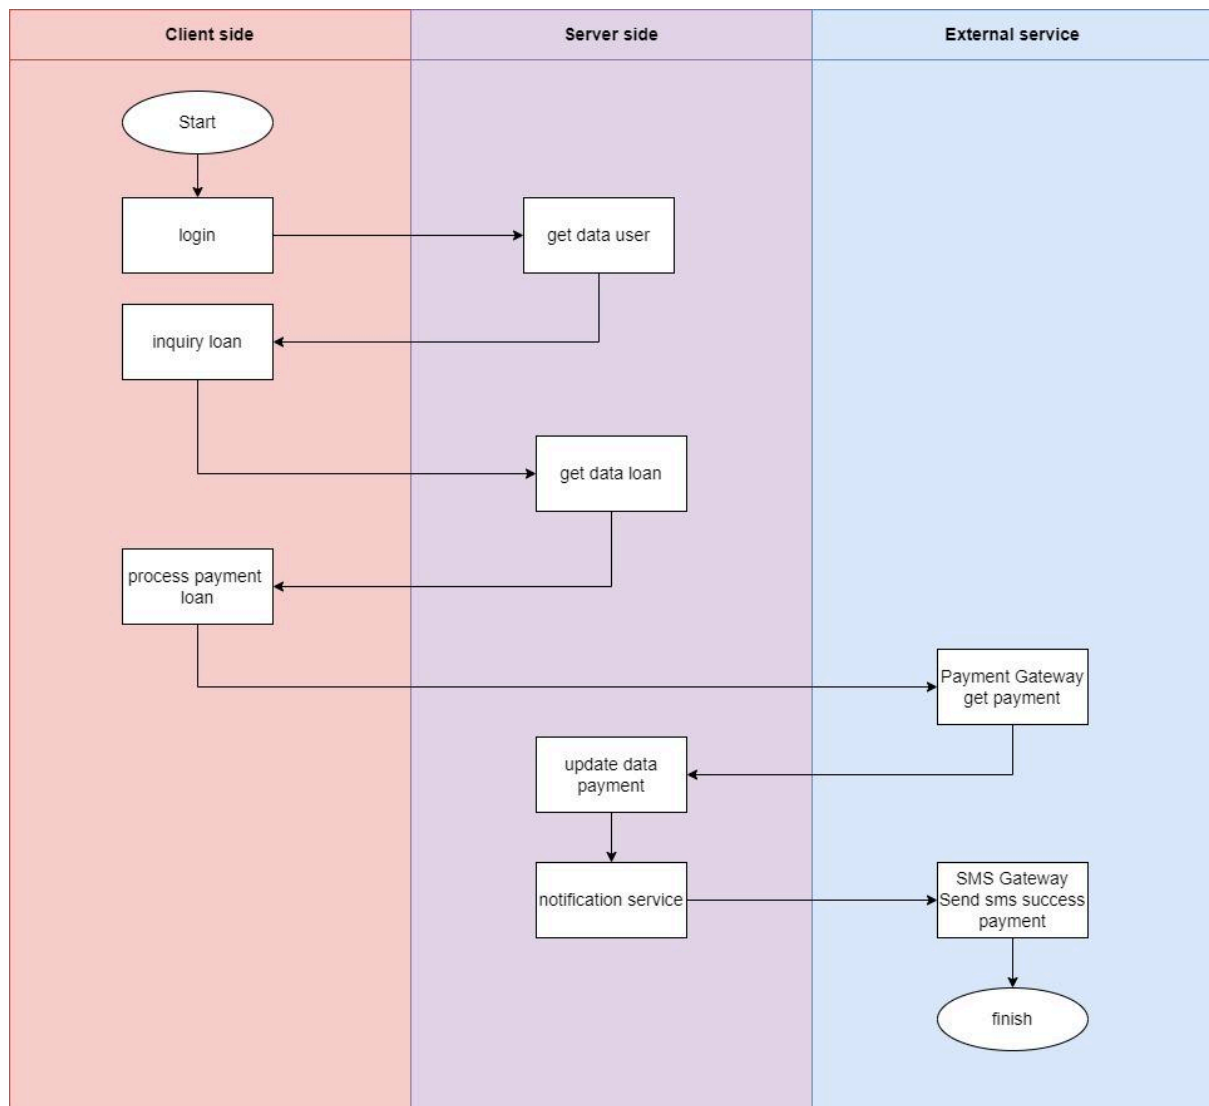 Client side
Server side
External service
Start
login
get data user
inquiry loan
get data loan
process payment
loan
Payment Gateway
get payment
update data
payment
notification service
SMS Gateway
Send sms success
payment
finish